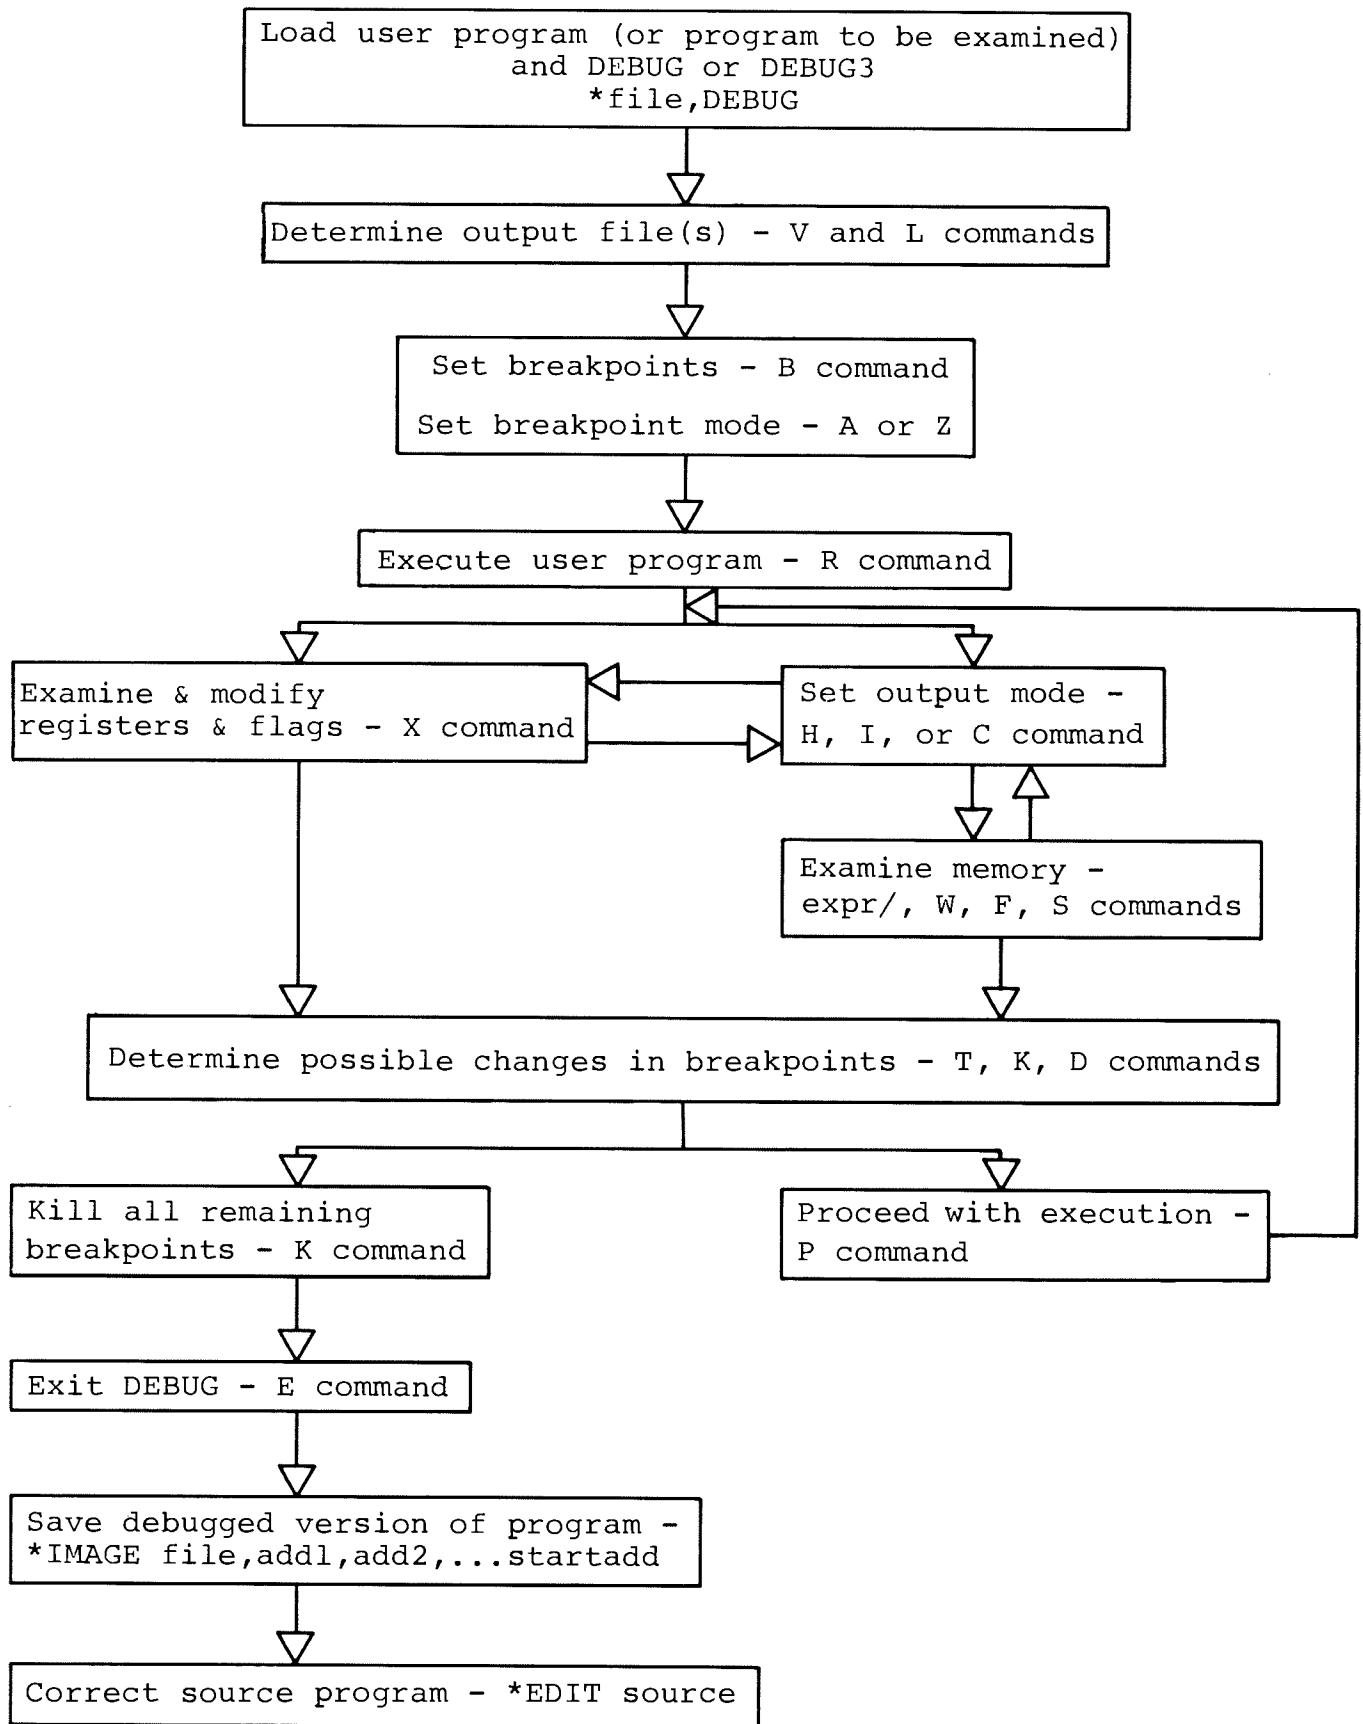 Load user program (or program to be examined)
and DEBUG or DEBUG3
*file,DEBUG
Determine output file(s) - V and L commands
Set breakpoints - B command
Set breakpoint mode - A or Z
Execute user program - R command
Examine & modify
registers & flags - X command
Set output mode -
H, I, or C command
Examine memory -
expr/, W, F, S commands
Determine possible changes in breakpoints - T, K, D commands
Kill all remaining
breakpoints - K command
Proceed with execution -
P command
Exit DEBUG - E command
Save debugged version of program -
*IMAGE file,add1,add2,...startadd
Correct source program - *EDIT source